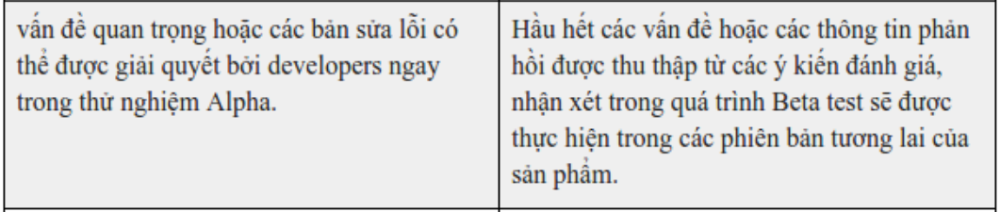 vấn đề quan trọng hoặc các bản sửa lỗi có
thể được giải quyết bởi developers ngay
trong thử nghiệm Alpha.
Hầu hết các vấn đề hoặc các thông tin phản
hồi được thu thập từ các ý kiến đánh giá,
nhận xét trong quá trình Beta test sẽ được
thực hiện trong các phiên bản tương lai của
sản phẩm.